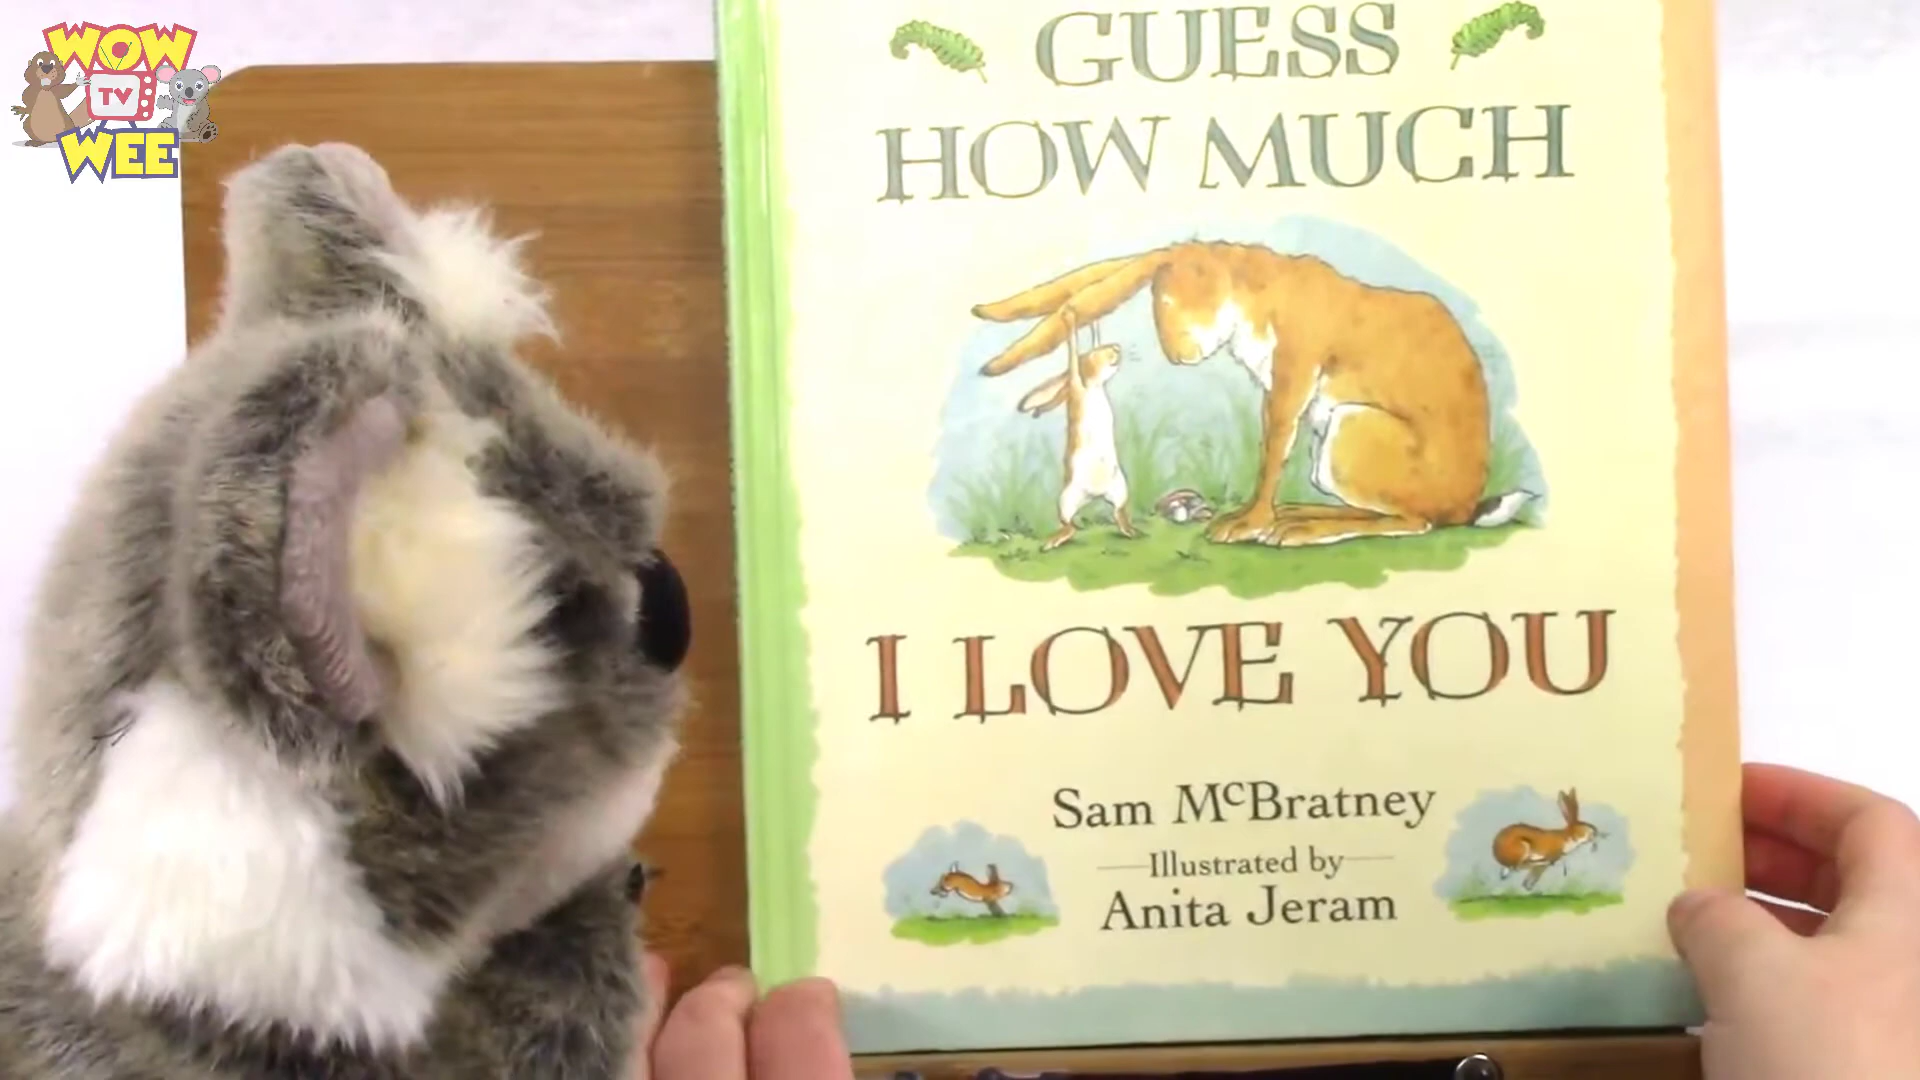 WOW
TV
WEE
GUESS
HOW MUCH
I LOVE YOU
Sam McBratney
Illustrated by
Anita Jeram